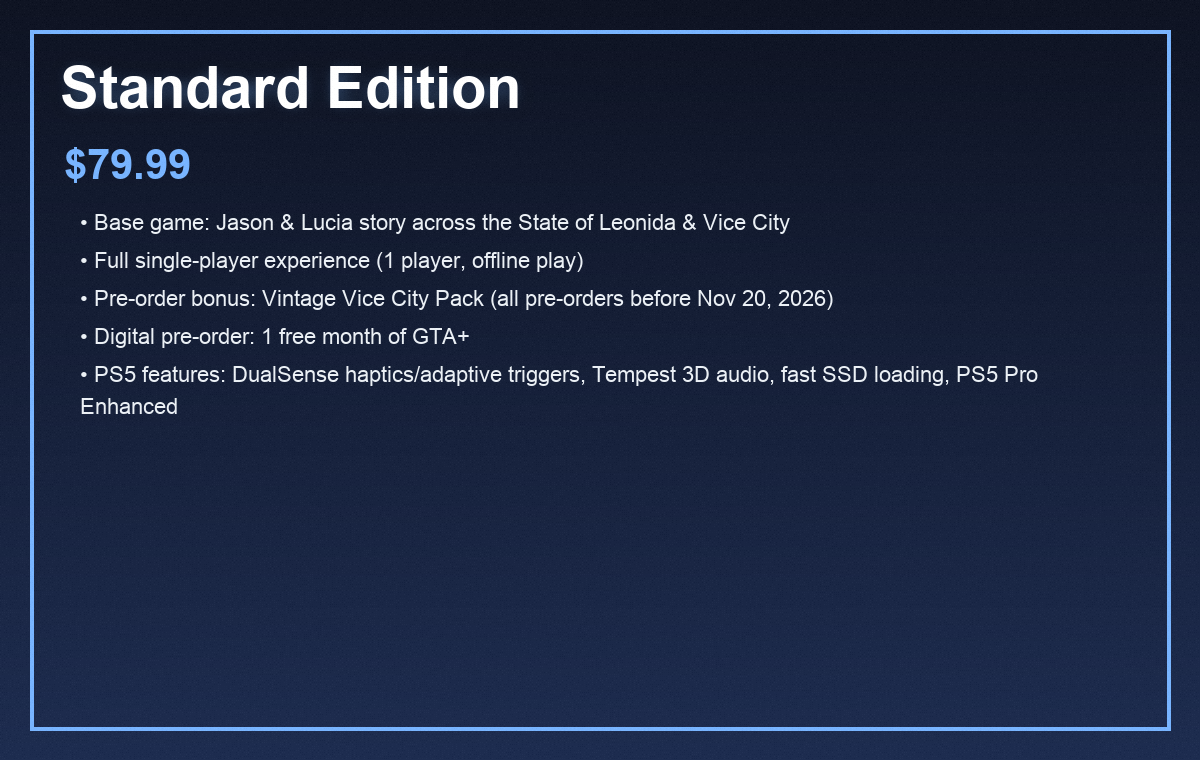 Standard Edition
$79.99
• Base game: Jason & Lucia story across the State of Leonida & Vice City
• Full single-player experience (1 player, offline play)
• Pre-order bonus: Vintage Vice City Pack (all pre-orders before Nov 20, 2026)
• Digital pre-order: 1 free month of GTA+
• PS5 features: DualSense haptics/adaptive triggers, Tempest 3D audio, fast SSD loading, PS5 Pro
Enhanced